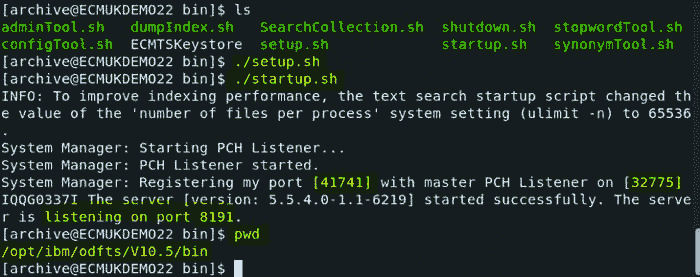 [archive@ECMUKDEMO22 bin]$ ls
adminTool.sh dumpIndex.sh SearchCollection.sh shutdown.sh stopwordTool.sh
configTool.sh ECMTSKeystore setup.sh startup.sh synonymTool.sh
[archive@ECMUKDEMO22 bin]$ ./setup.sh
[archive@ECMUKDEMO22 bin]$ ./startup.sh
INFO: To improve indexing performance, the text search startup script changed th
e value of the 'number of files per process' system setting (ulimit -n) to 65536
.
System Manager: Starting PCH Listener...
System Manager: PCH Listener started.
System Manager: Registering my port [41741] with master PCH Listener on [32775]
IQQG0337I The server [version: 5.5.4.0-1.1-6219] started successfully. The serve
r is listening on port 8191.
[archive@ECMUKDEMO22 bin]$ pwd
/opt/ibm/odfts/V10.5/bin
[archive@ECMUKDEMO22 bin]$